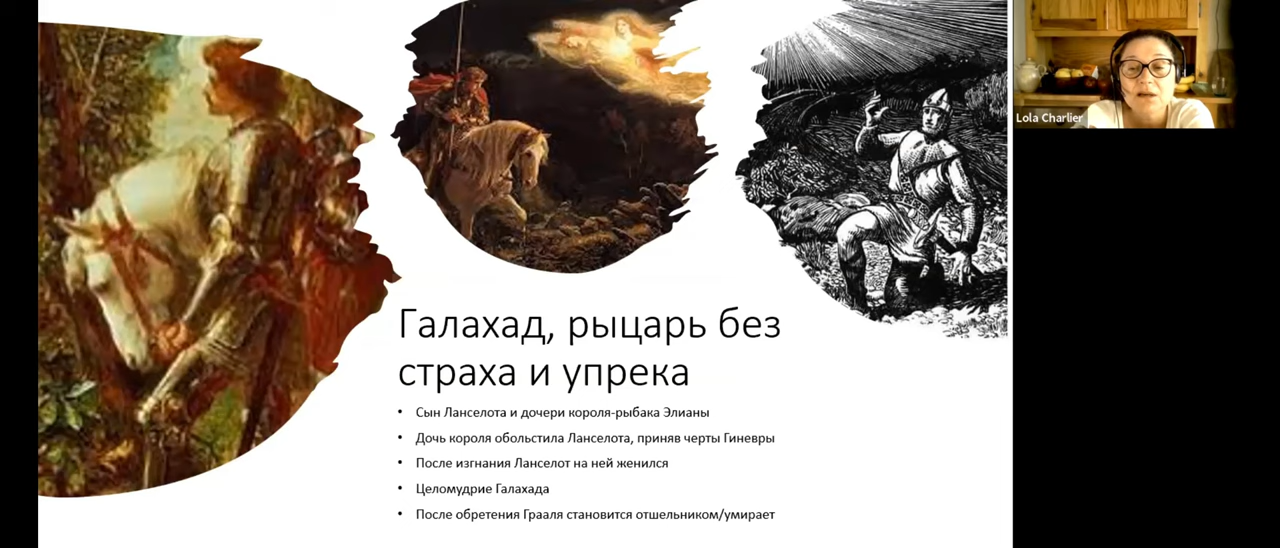 Lola Charlier
Галахад, рыцарь без
страха и упрека
• Сын Ланселота и дочери короля-рыбака Элианы
• Дочь короля обольстила Ланселота, приняв черты Гиневры
• После изгнания Ланселот на ней женился
• Целомудрие Галахада
• После обретения Грааля становится отшельником/умирает